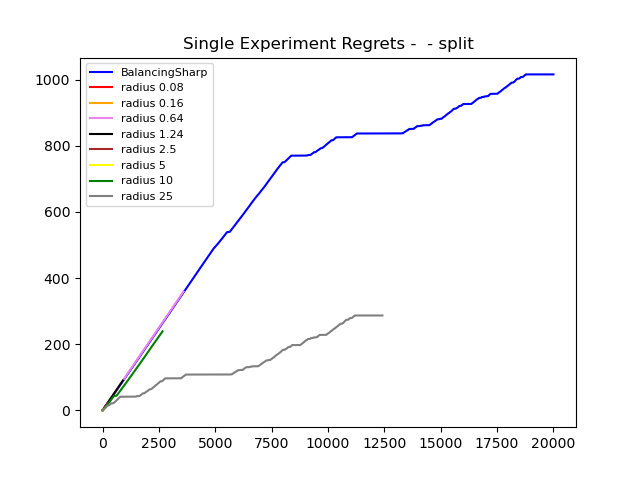 Single Experiment Regrets -  - split
BalancingSharp
radius 0.08
radius 0.16
radius 0.64
radius 1.24
radius 2.5
radius 5
radius 10
radius 25
1000
800
600
400
200
0
0 2500 5000 7500 10000 12500 15000 17500 20000